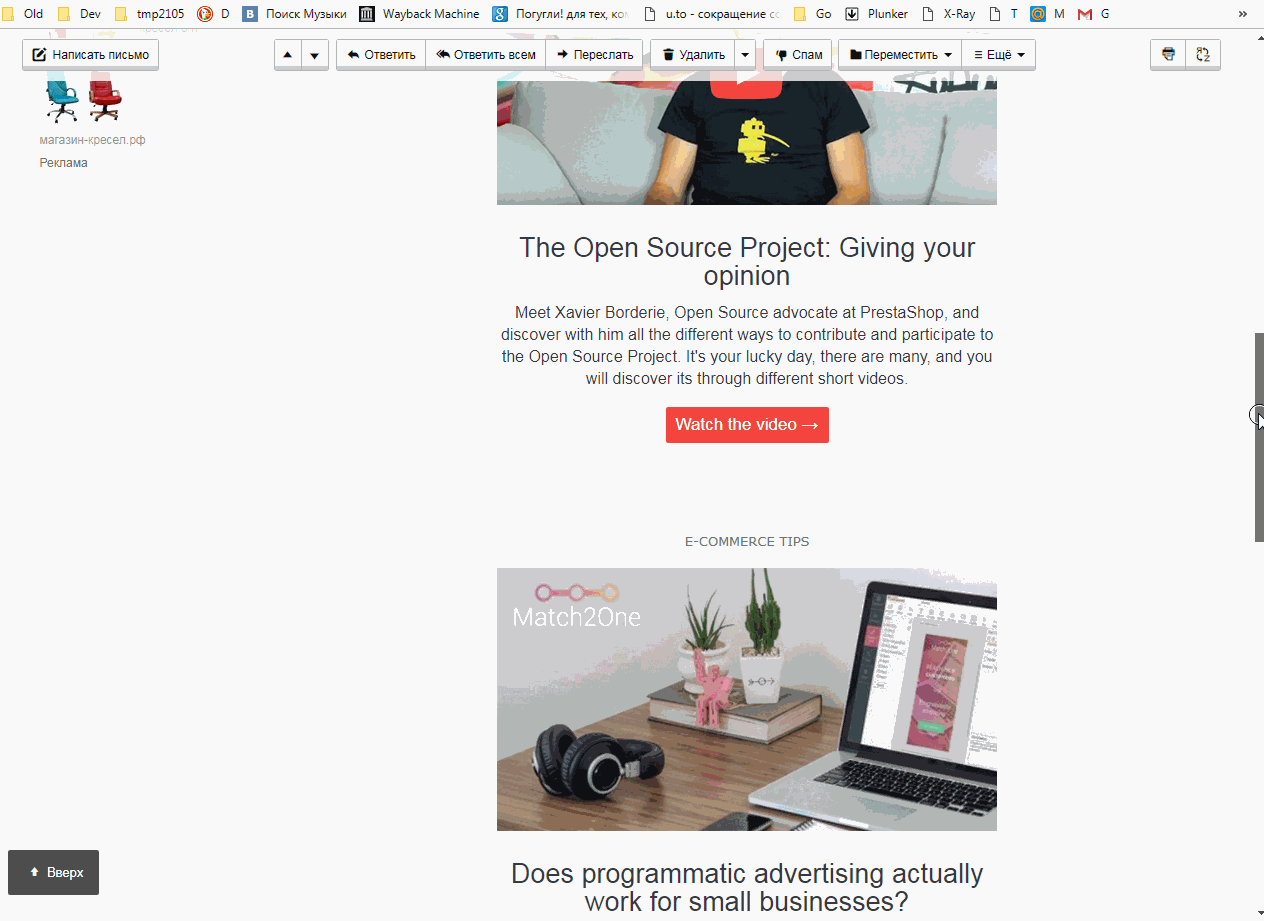 Old Dev tmp2105 D Поиск Музыки Wayback Machine Погугли! для тех, u.to - сокращение Go Plunker X-Ray T M G »
Написать письмо
Ответить Ответить всем Переслать Удалить Спам Переместить Ещё
магазин-кресел.рф
Реклама
The Open Source Project: Giving your
opinion
Meet Xavier Borderie, Open Source advocate at PrestaShop, and
discover with him all the different ways to contribute and participate to
the Open Source Project. It's your lucky day, there are many, and you
will discover its through different short videos.
Watch the video →
E-COMMERCE TIPS
Match2One
Вверх
Does programmatic advertising actually
work for small businesses?